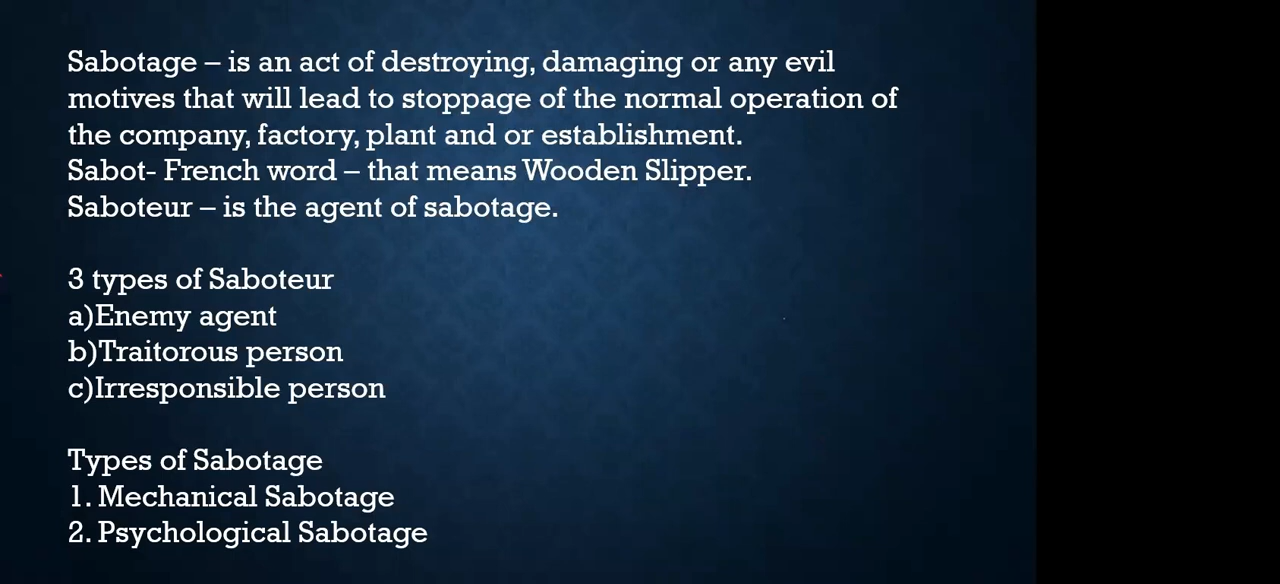 Sabotage – is an act of destroying, damaging or any evil
motives that will lead to stoppage of the normal operation of
the company, factory, plant and or establishment.
Sabot- French word – that means Wooden Slipper.
Saboteur – is the agent of sabotage.
3 types of Saboteur
a)Enemy agent
b)Traitorous person
c)Irresponsible person
Types of Sabotage
1. Mechanical Sabotage
2. Psychological Sabotage